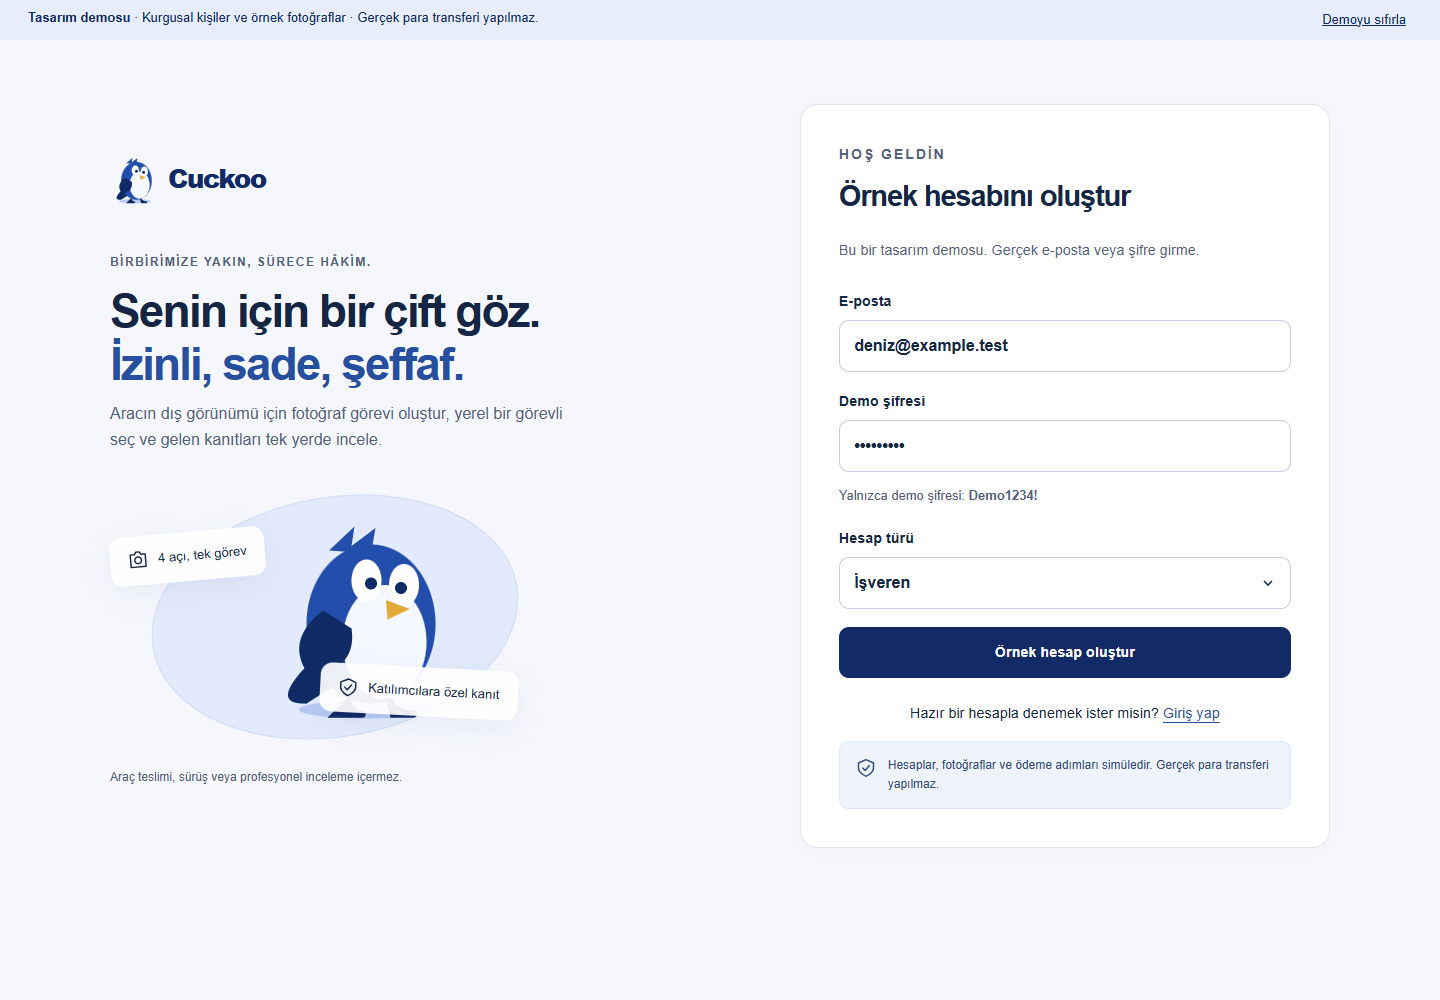 Tasarım demosu · Kurgusal kişiler ve örnek fotoğraflar · Gerçek para transferi yapılmaz.
Demoyu sıfırla
Cuckoo
BİRBİRİMİZE YAKIN, SÜRECE HÂKİM.
Senin için bir çift göz.
İzinli, sade, şeffaf.
Aracın dış görünümü için fotoğraf görevi oluştur, yerel bir görevli
seç ve gelen kanıtları tek yerde incele.
4 açı, tek görev
Katılımcılara özel kanıt
Araç teslimi, sürüş veya profesyonel inceleme içermez.
HOŞ GELDİN
Örnek hesabını oluştur
Bu bir tasarım demosu. Gerçek e-posta veya şifre girme.
E-posta
deniz@example.test
Demo şifresi
•••••••••
Yalnızca demo şifresi: Demo1234!
Hesap türü
İşveren
Örnek hesap oluştur
Hazır bir hesapla denemek ister misin? Giriş yap
Hesaplar, fotoğraflar ve ödeme adımları simüledir. Gerçek para transferi
yapılmaz.